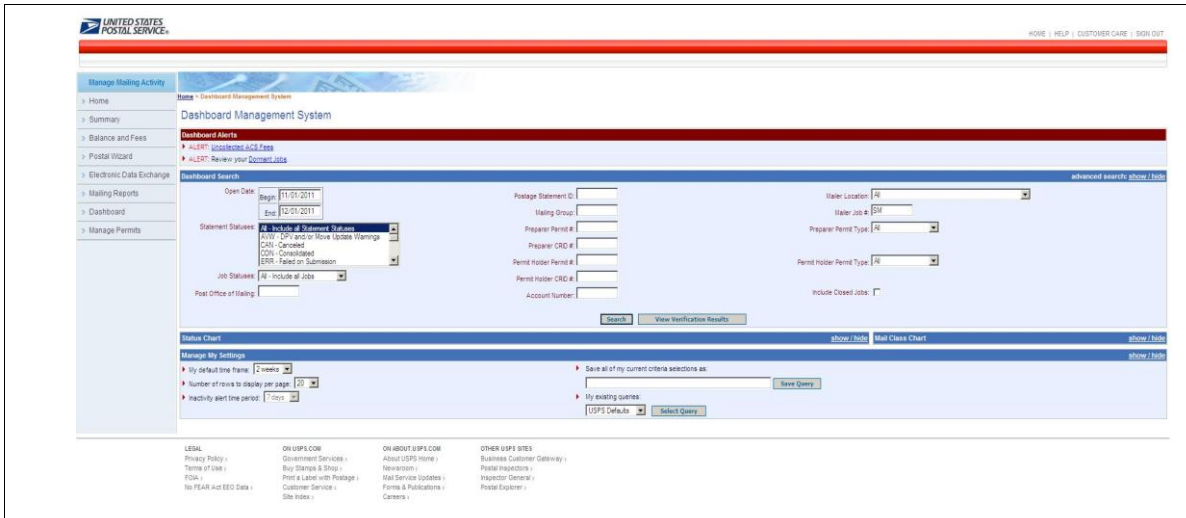 UNITED STATES
POSTAL SERVICE®
HOME | HELP | CUSTOMER CARE | SIGN OUT
Manage Mailing Activity
> Home
> Summary
> Balance and Fees
> Postal Wizard
> Electronic Data Exchange
> Mailing Reports
> Dashboard
> Manage Permits
Home > Dashboard Management System
Dashboard Management System
Dashboard Alerts
ALERT: Uncollected ACS Fees
ALERT: Review your Dormant Jobs.
Dashboard Search advanced search: show / hide
Open Date: Begin: 11/01/2011 Postage Statement ID: Mailer Location: All
End: 12/01/2011 Mailing Group: Mailer Job #: SM
Statement Statuses: All - Include all Statement Statuses Preparer Permit #: Preparer Permit Type: All
AVW - DPV and/or Move Update Warnings
CAN - Canceled Preparer CRID #:
CON - Consolidated
ERR - Failed on Submission Permit Holder Permit #: Permit Holder Permit Type: All
Job Statuses: All - Include all Jobs Permit Holder CRID #:
Post Office of Mailing: Account Number: Include Closed Jobs:
Search View Verification Results
Status Chart show / hide Mail Class Chart show / hide
Manage My Settings show / hide
My default time frame: 2 weeks Save all of my current criteria selections as:
Number of rows to display per page: 20 Save Query
Inactivity alert time period: 7 days My existing queries:
USPS Defaults Select Query
LEGAL ON USPS.COM ON ABOUT.USPS.COM OTHER USPS SITES
Privacy Policy › Government Services › About USPS Home › Business Customer Gateway ›
Terms of Use › Buy Stamps & Shop › Newsroom › Postal Inspectors ›
FOIA › Print a Label with Postage › Mail Service Updates › Inspector General ›
No FEAR Act EEO Data › Customer Service › Forms & Publications › Postal Explorer ›
Site Index › Careers ›